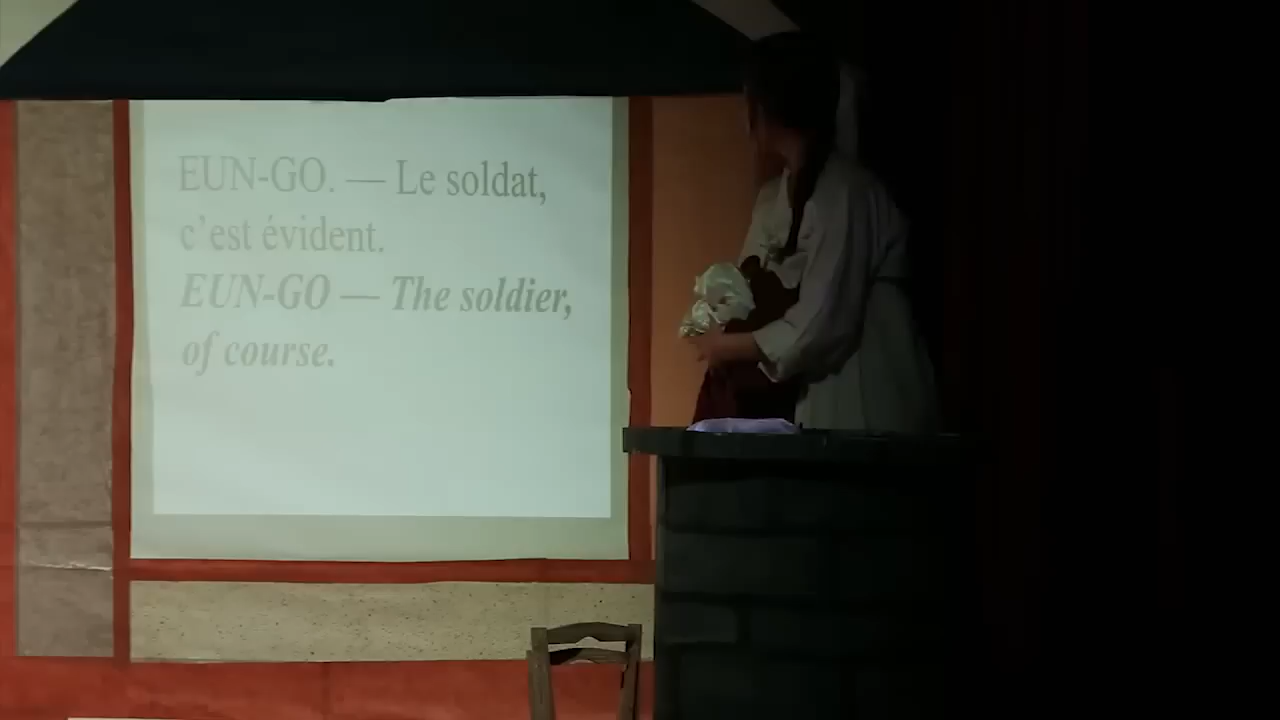 EUN-GO. — Le soldat,
c’est évident.
EUN-GO — The soldier,
of course.